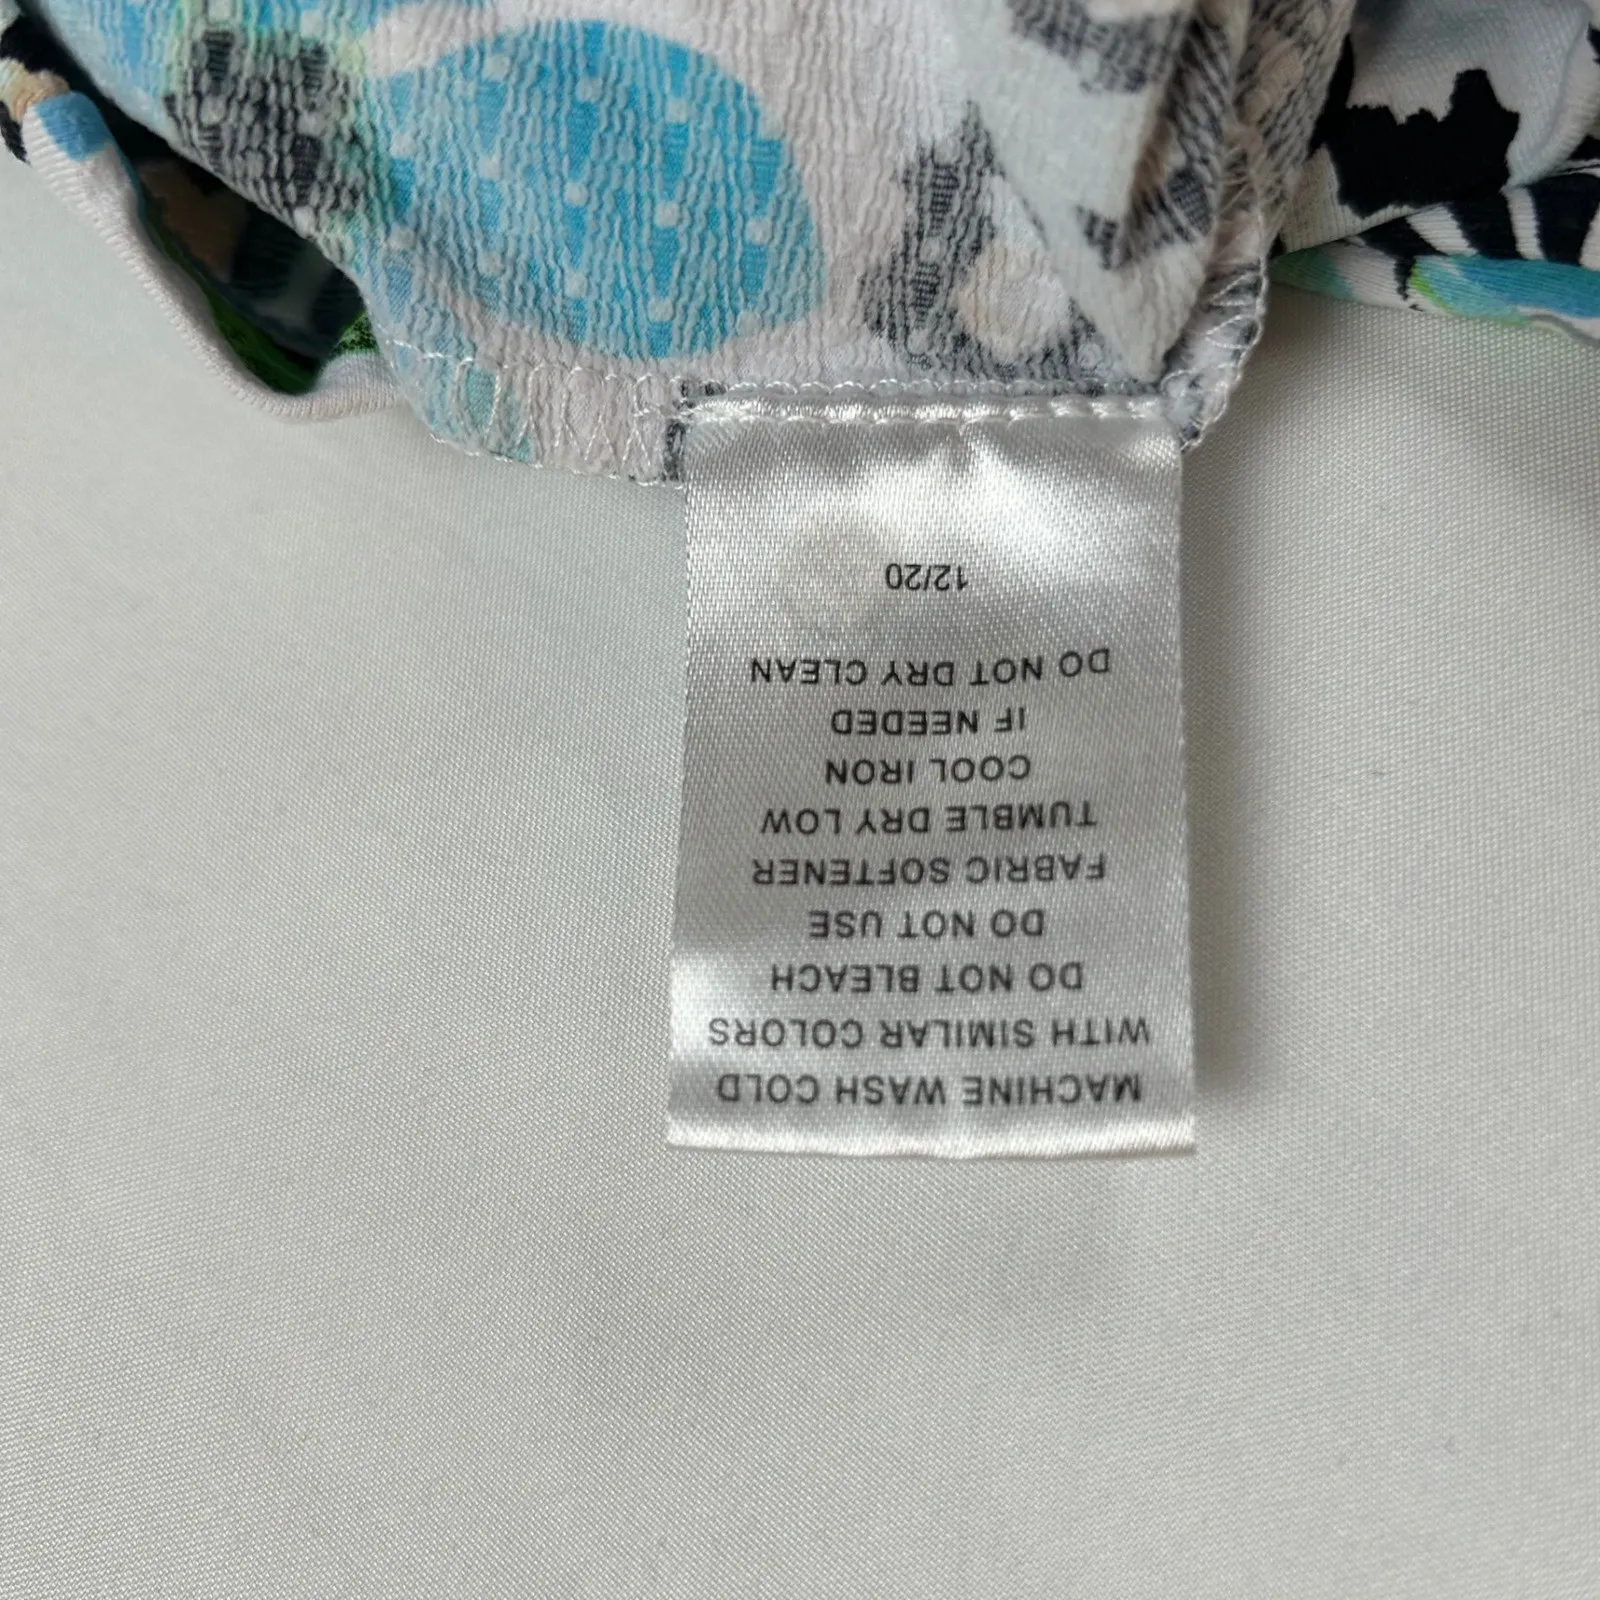 MACHINE WASH COLD
WITH SIMILAR COLORS
DO NOT BLEACH
DO NOT USE
FABRIC SOFTENER
TUMBLE DRY LOW
COOL IRON
IF NEEDED
DO NOT DRY CLEAN
12/20